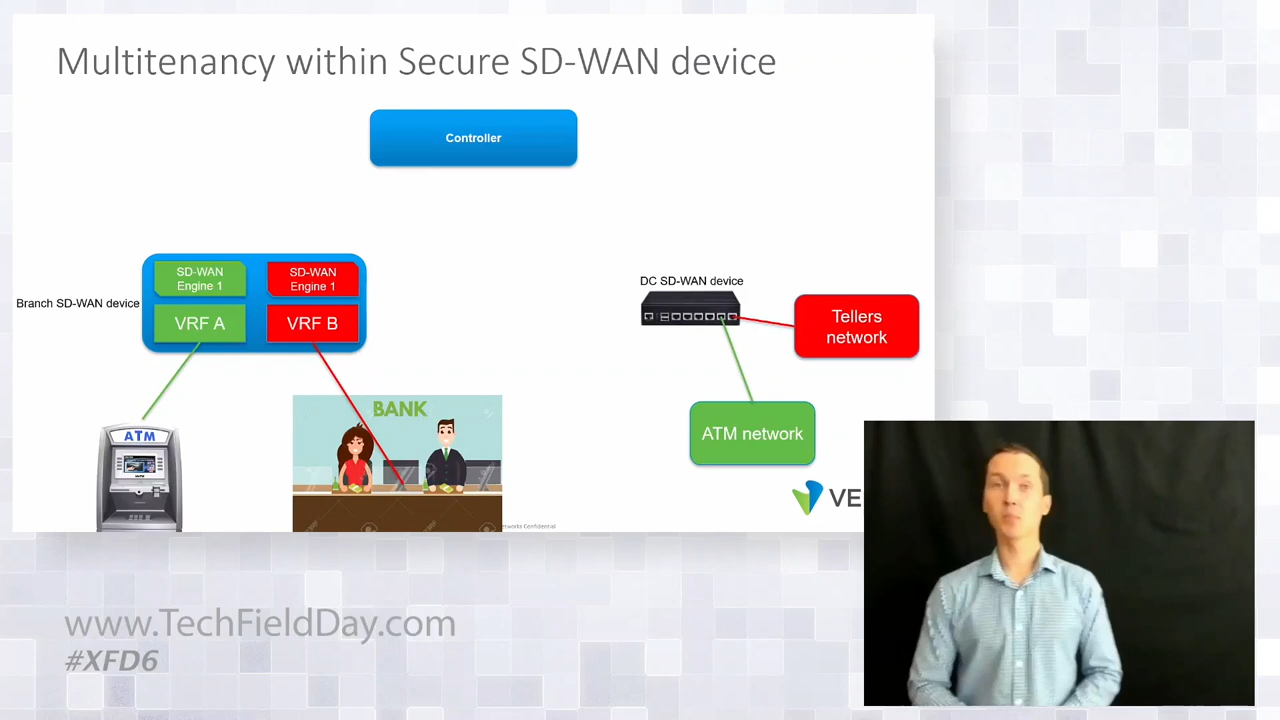 Multitenancy within Secure SD-WAN device
Controller
SD-WAN
Engine 1
SD-WAN
Engine 1
Branch SD-WAN device
VRF A
VRF B
DC SD-WAN device
Tellers
network
ATM network
ATM
BANK
VE
Confidential
www.TechFieldDay.com
#XFD6